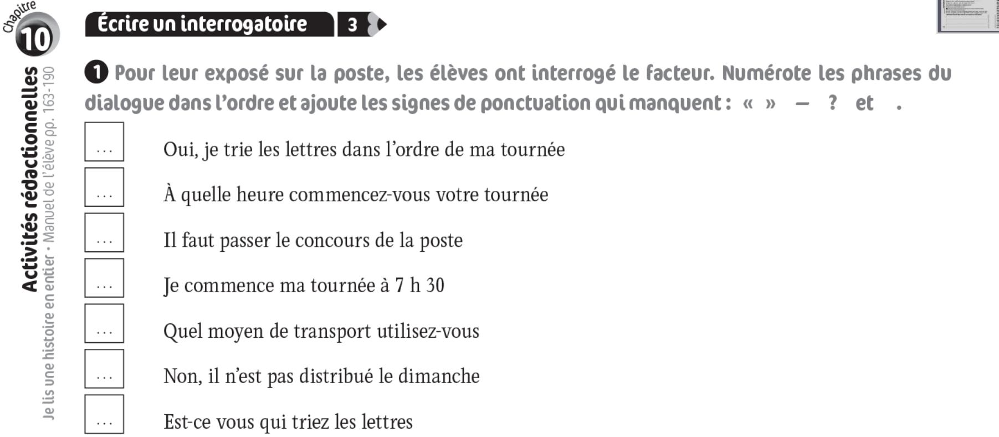 Chapitre
10
Activités rédactionnelles
Je lis une histoire en entier • Manuel de l'élève pp. 163-190
Écrire un interrogatoire 3
1 Pour leur exposé sur la poste, les élèves ont interrogé le facteur. Numérote les phrases du
dialogue dans l'ordre et ajoute les signes de ponctuation qui manquent : « » – ? et .
... Oui, je trie les lettres dans l'ordre de ma tournée
... À quelle heure commencez-vous votre tournée
... Il faut passer le concours de la poste
... Je commence ma tournée à 7 h 30
... Quel moyen de transport utilisez-vous
... Non, il n'est pas distribué le dimanche
... Est-ce vous qui triez les lettres